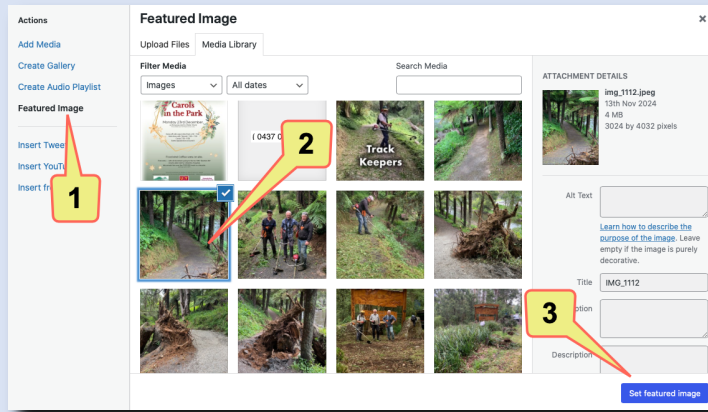 Actions
Add Media
Create Gallery
Create Audio Playlist
Featured Image
Insert Tweet
Insert YouTu
Insert fr
1
Featured Image
×
Upload Files
Media Library
Filter Media
Images
All dates
Search Media
Carols
in the Park
( 0437 0
Track
Keepers
2
ATTACHMENT DETAILS
img_1112.jpeg
13th Nov 2024
4 MB
3024 by 4032 pixels
Alt Text
Learn how to describe the
purpose of the image. Leave
empty if the image is purely
decorative.
Title
IMG_1112
ption
Description
3
Set featured image